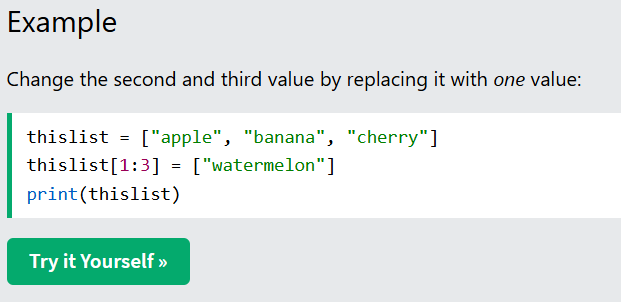 Example
Change the second and third value by replacing it with one value:
thislist = ["apple", "banana", "cherry"]
thislist[1:3] = ["watermelon"]
print(thislist)
Try it Yourself »